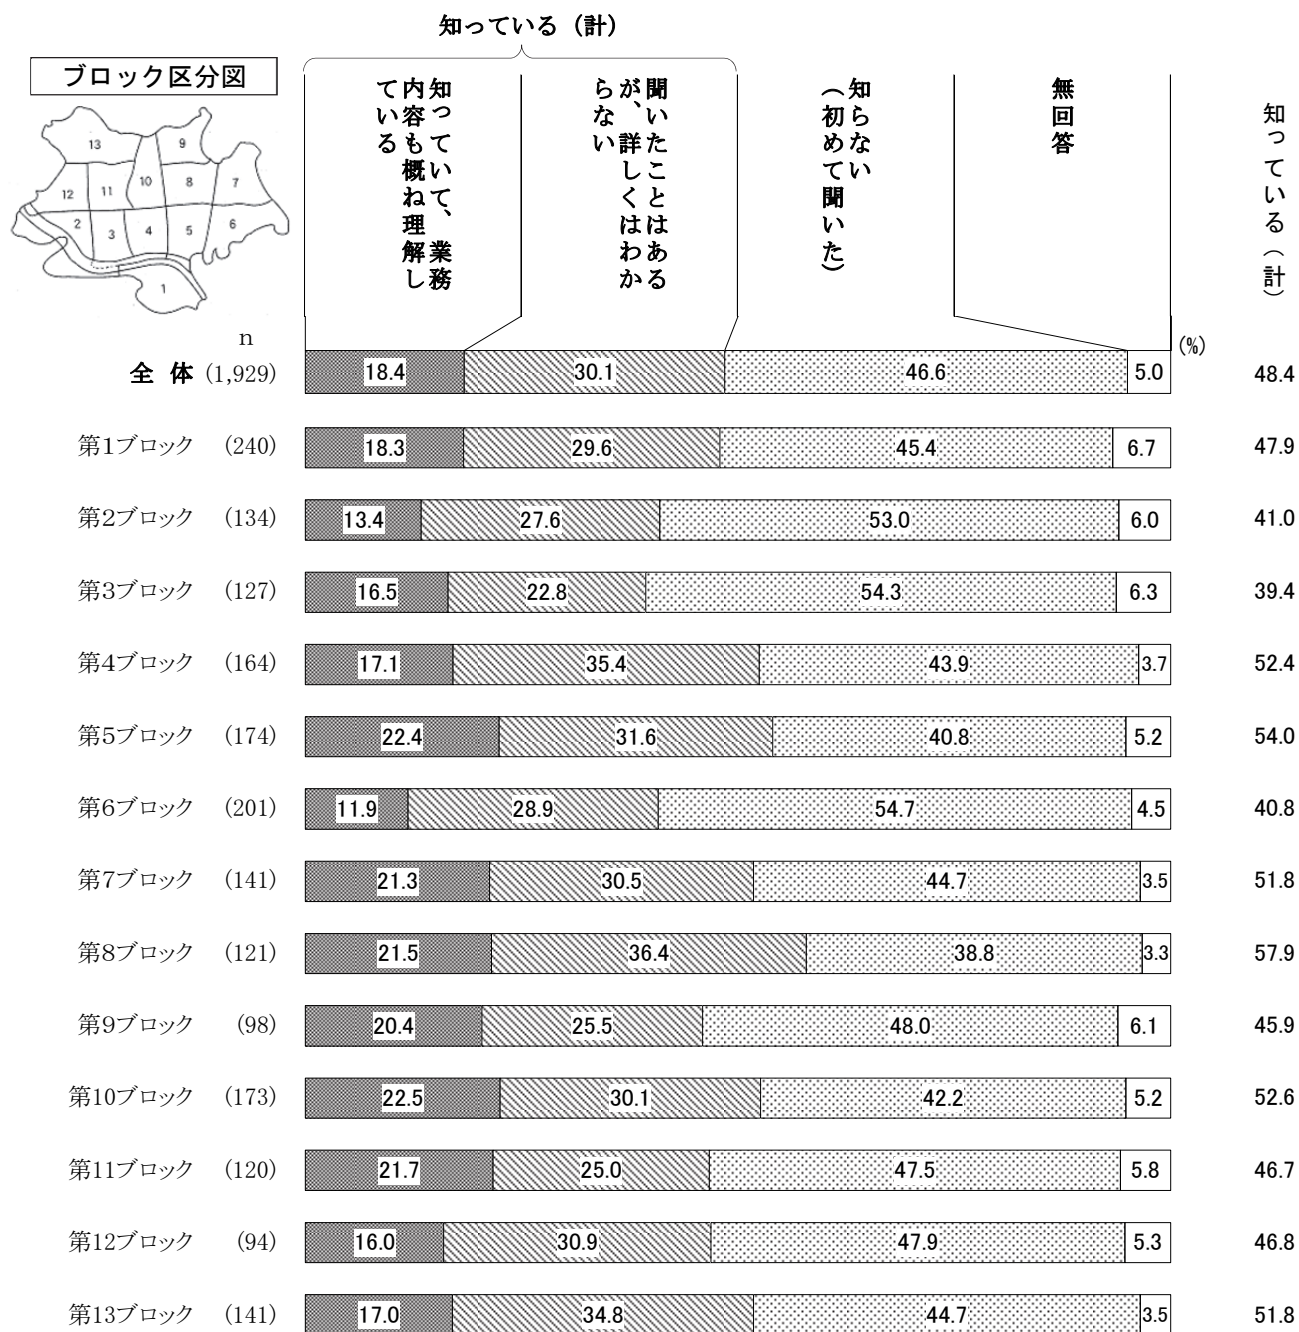 知っている（計）
ブロック区分図
13
9
12
11
10
8
7
2
3
4
5
6
1
知っていて、業務
内容も概ね理解し
ている
聞いたことはある
が、詳しくはわか
らない
知らない
（初めて聞いた）
無回答
知っている（計）
n
(%)
全 体 (1,929) 18.4 30.1 46.6 5.0 48.4
第1ブロック (240) 18.3 29.6 45.4 6.7 47.9
第2ブロック (134) 13.4 27.6 53.0 6.0 41.0
第3ブロック (127) 16.5 22.8 54.3 6.3 39.4
第4ブロック (164) 17.1 35.4 43.9 3.7 52.4
第5ブロック (174) 22.4 31.6 40.8 5.2 54.0
第6ブロック (201) 11.9 28.9 54.7 4.5 40.8
第7ブロック (141) 21.3 30.5 44.7 3.5 51.8
第8ブロック (121) 21.5 36.4 38.8 3.3 57.9
第9ブロック (98) 20.4 25.5 48.0 6.1 45.9
第10ブロック (173) 22.5 30.1 42.2 5.2 52.6
第11ブロック (120) 21.7 25.0 47.5 5.8 46.7
第12ブロック (94) 16.0 30.9 47.9 5.3 46.8
第13ブロック (141) 17.0 34.8 44.7 3.5 51.8